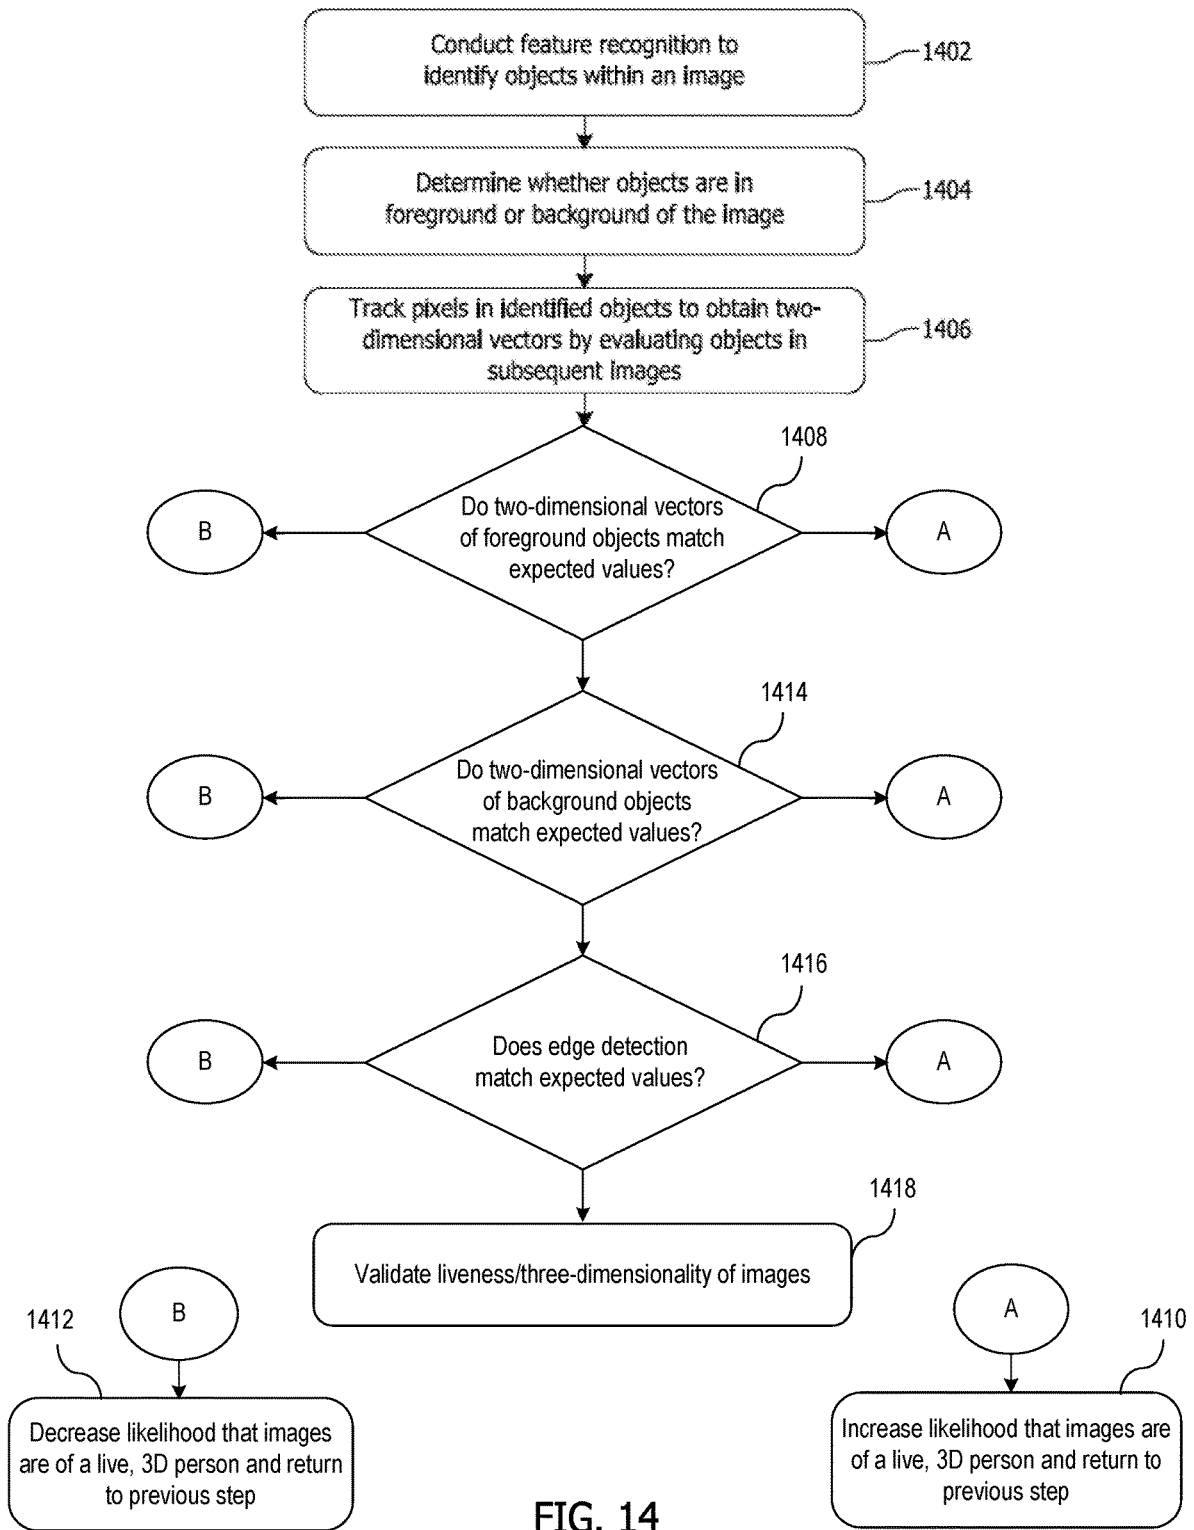 Conduct feature recognition to
identify objects within an image
1402
Determine whether objects are in
foreground or background of the image
1404
Track pixels in identified objects to obtain two-
dimensional vectors by evaluating objects in
subsequent images
1406
1408
B
Do two-dimensional vectors
of foreground objects match
expected values?
A
1414
B
Do two-dimensional vectors
of background objects
match expected values?
A
1416
B
Does edge detection
match expected values?
A
1418
Validate liveness/three-dimensionality of images
1412
B
Decrease likelihood that images
are of a live, 3D person and return
to previous step
A
1410
Increase likelihood that images are
of a live, 3D person and return to
previous step
FIG. 14